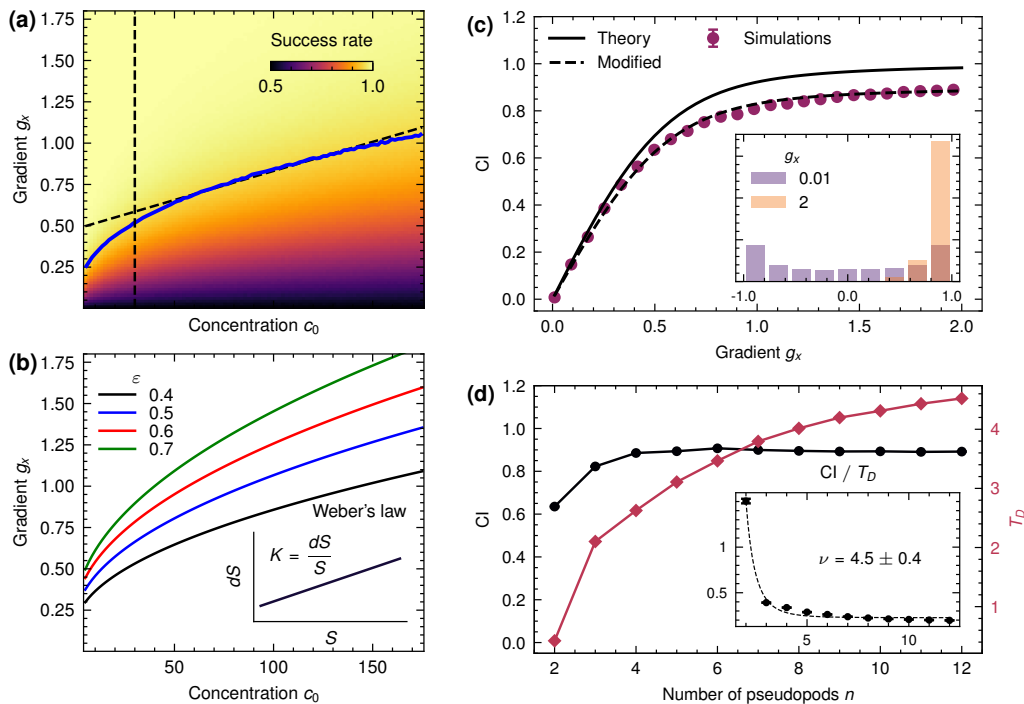 (a)
1.75
1.50
1.25
1.00
0.75
0.50
0.25
Gradient gₓ
Success rate
0.5
1.0
Concentration c₀
(b)
1.75
1.50
1.25
1.00
0.75
0.50
0.25
Gradient gₓ
ε
0.4
0.5
0.6
0.7
Weber's law
K = dS/S
dS
S
50
100
150
Concentration c₀
(c)
1.2
1.0
0.8
0.6
0.4
0.2
0.0
CI
Theory
Simulations
Modified
gₓ
0.01
2
-1.0
0.0
1.0
0.0
0.5
1.0
1.5
2.0
Gradient gₓ
(d)
1.2
1.0
0.8
0.6
0.4
0.2
0.0
CI
4
3
2
1
T_D
CI / T_D
1
0.5
ν = 4.5 ± 0.4
5
10
2
4
6
8
10
12
Number of pseudopods n